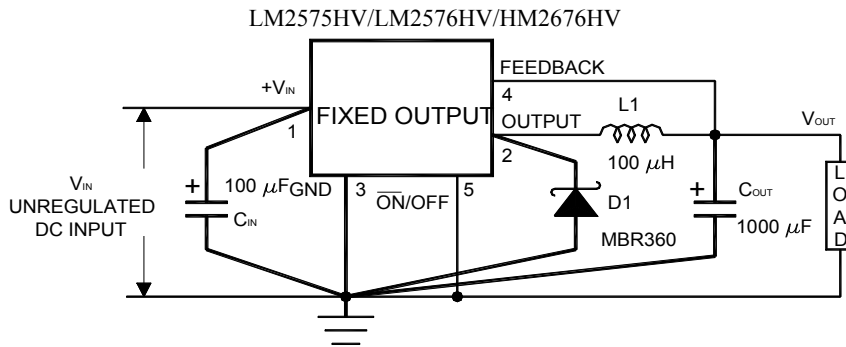 LM2575HV/LM2576HV/HM2676HV
FEEDBACK
+VIN
4
L1
FIXED OUTPUT
OUTPUT
VOUT
1
2
100 μH
VIN
UNREGULATED
DC INPUT
+
100 μF
CIN
GND
3
ON/OFF
5
D1
MBR360
+
COUT
1000 μF
LOAD